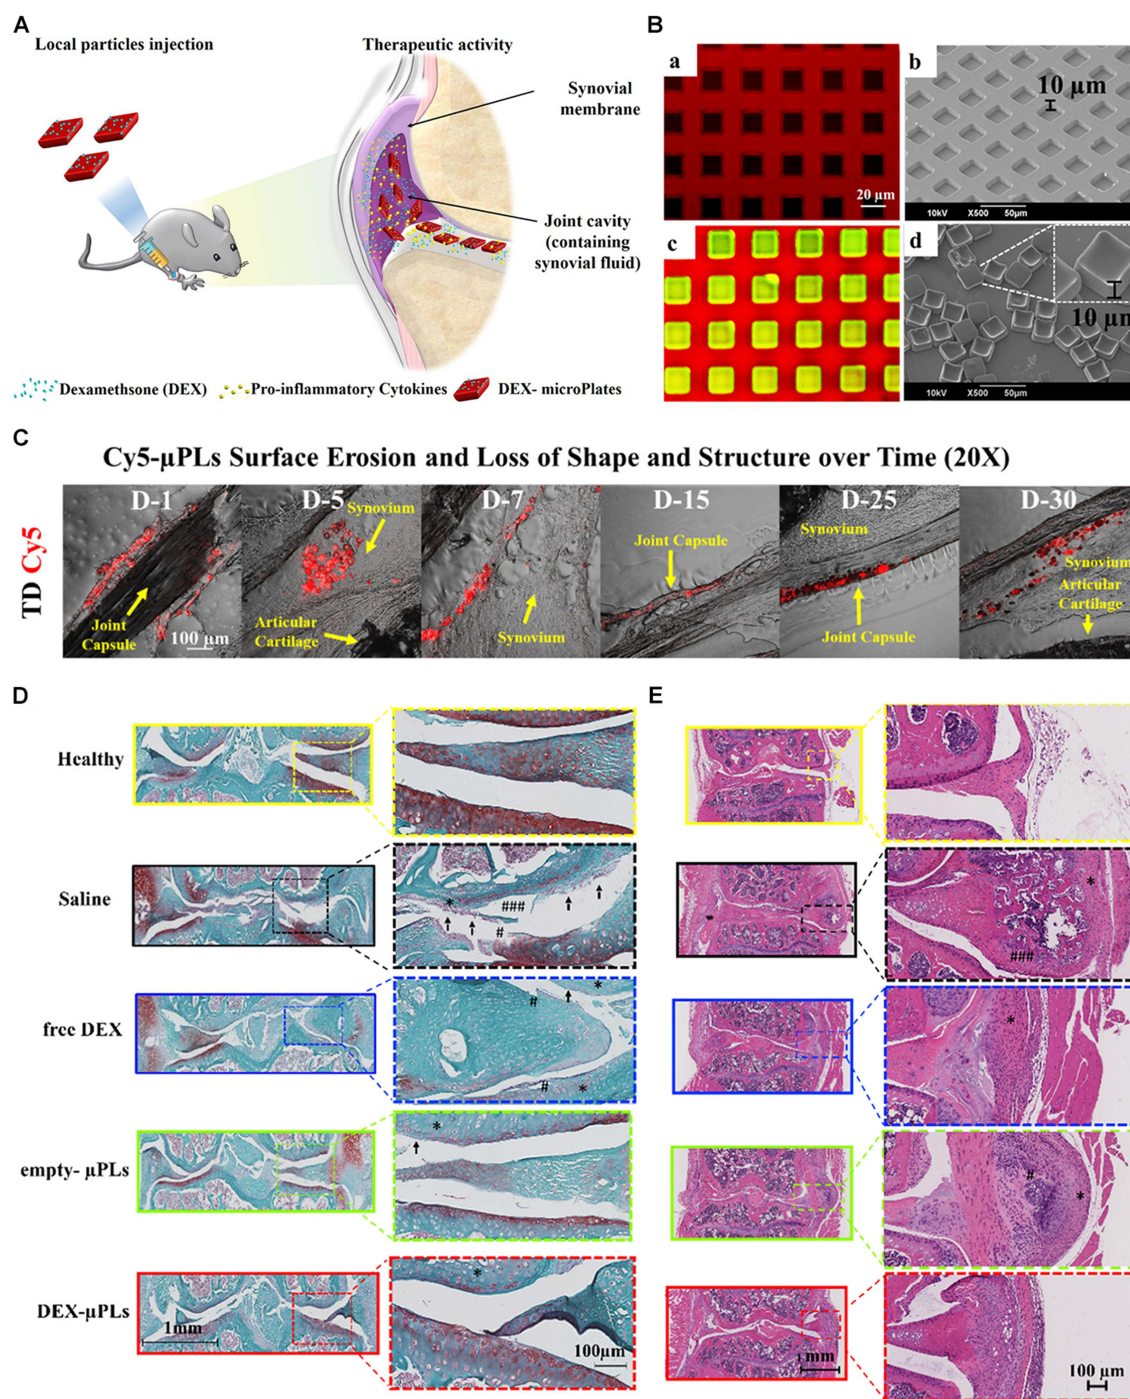 A
Local particles injection
Therapeutic activity
Synovial
membrane
Joint cavity
(containing
synovial fluid)
Dexamethsone (DEX)
Pro-inflammatory Cytokines
DEX- microPlates
B
a
20 µm
b
10 µm
10kV X500 50µm
c
d
10 µm
10kV X500 50µm
C
Cy5-µPLs Surface Erosion and Loss of Shape and Structure over Time (20X)
TD Cy5
D-1
Joint
Capsule
100 µm
D-5
Synovium
Articular
Cartilage
D-7
Synovium
D-15
Joint Capsule
D-25
Synovium
Joint Capsule
D-30
Synovium
Articular
Cartilage
D
Healthy
Saline
*
###
#
free DEX
#
*
#
*
empty- µPLs
*
DEX-µPLs
*
1mm
100µm
E
*
###
*
#
*
mm
100 µm